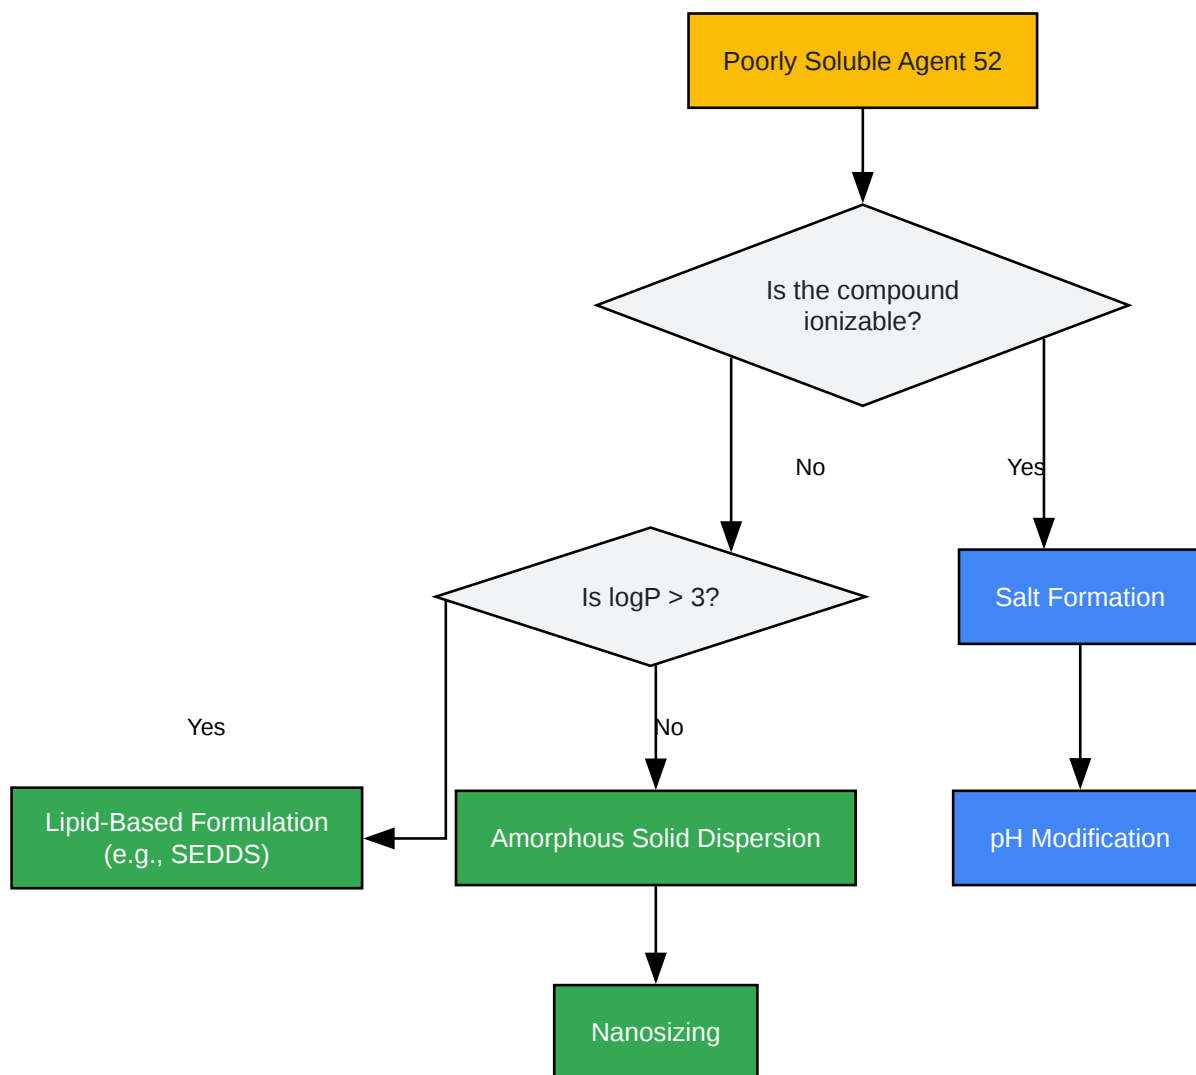 Poorly Soluble Agent 52
Is the compound
ionizable?
No
Yes
Is logP > 3?
Salt Formation
Yes
No
Lipid-Based Formulation
(e.g., SEDDS)
Amorphous Solid Dispersion
pH Modification
Nanosizing